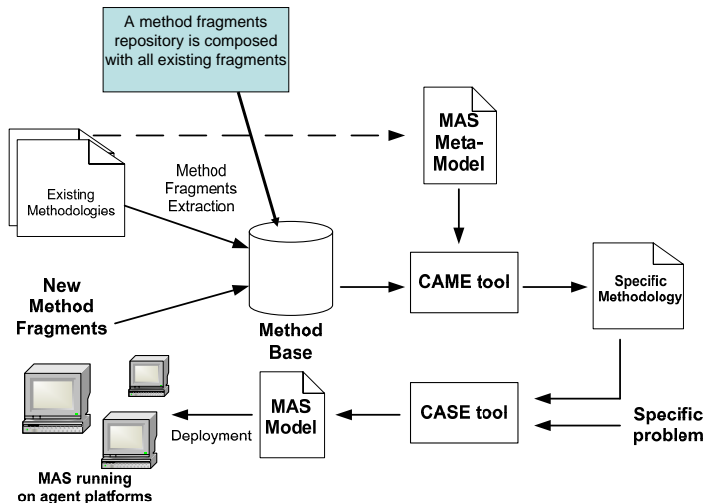 A method fragments
repository is composed
with all existing fragments
MAS
Meta-
Model
Existing
Methodologies
Method
Fragments
Extraction
New
Method
Fragments
Method
Base
CAME tool
Specific
Methodology
MAS
Model
CASE tool
Specific
problem
Deployment
MAS running
on agent platforms